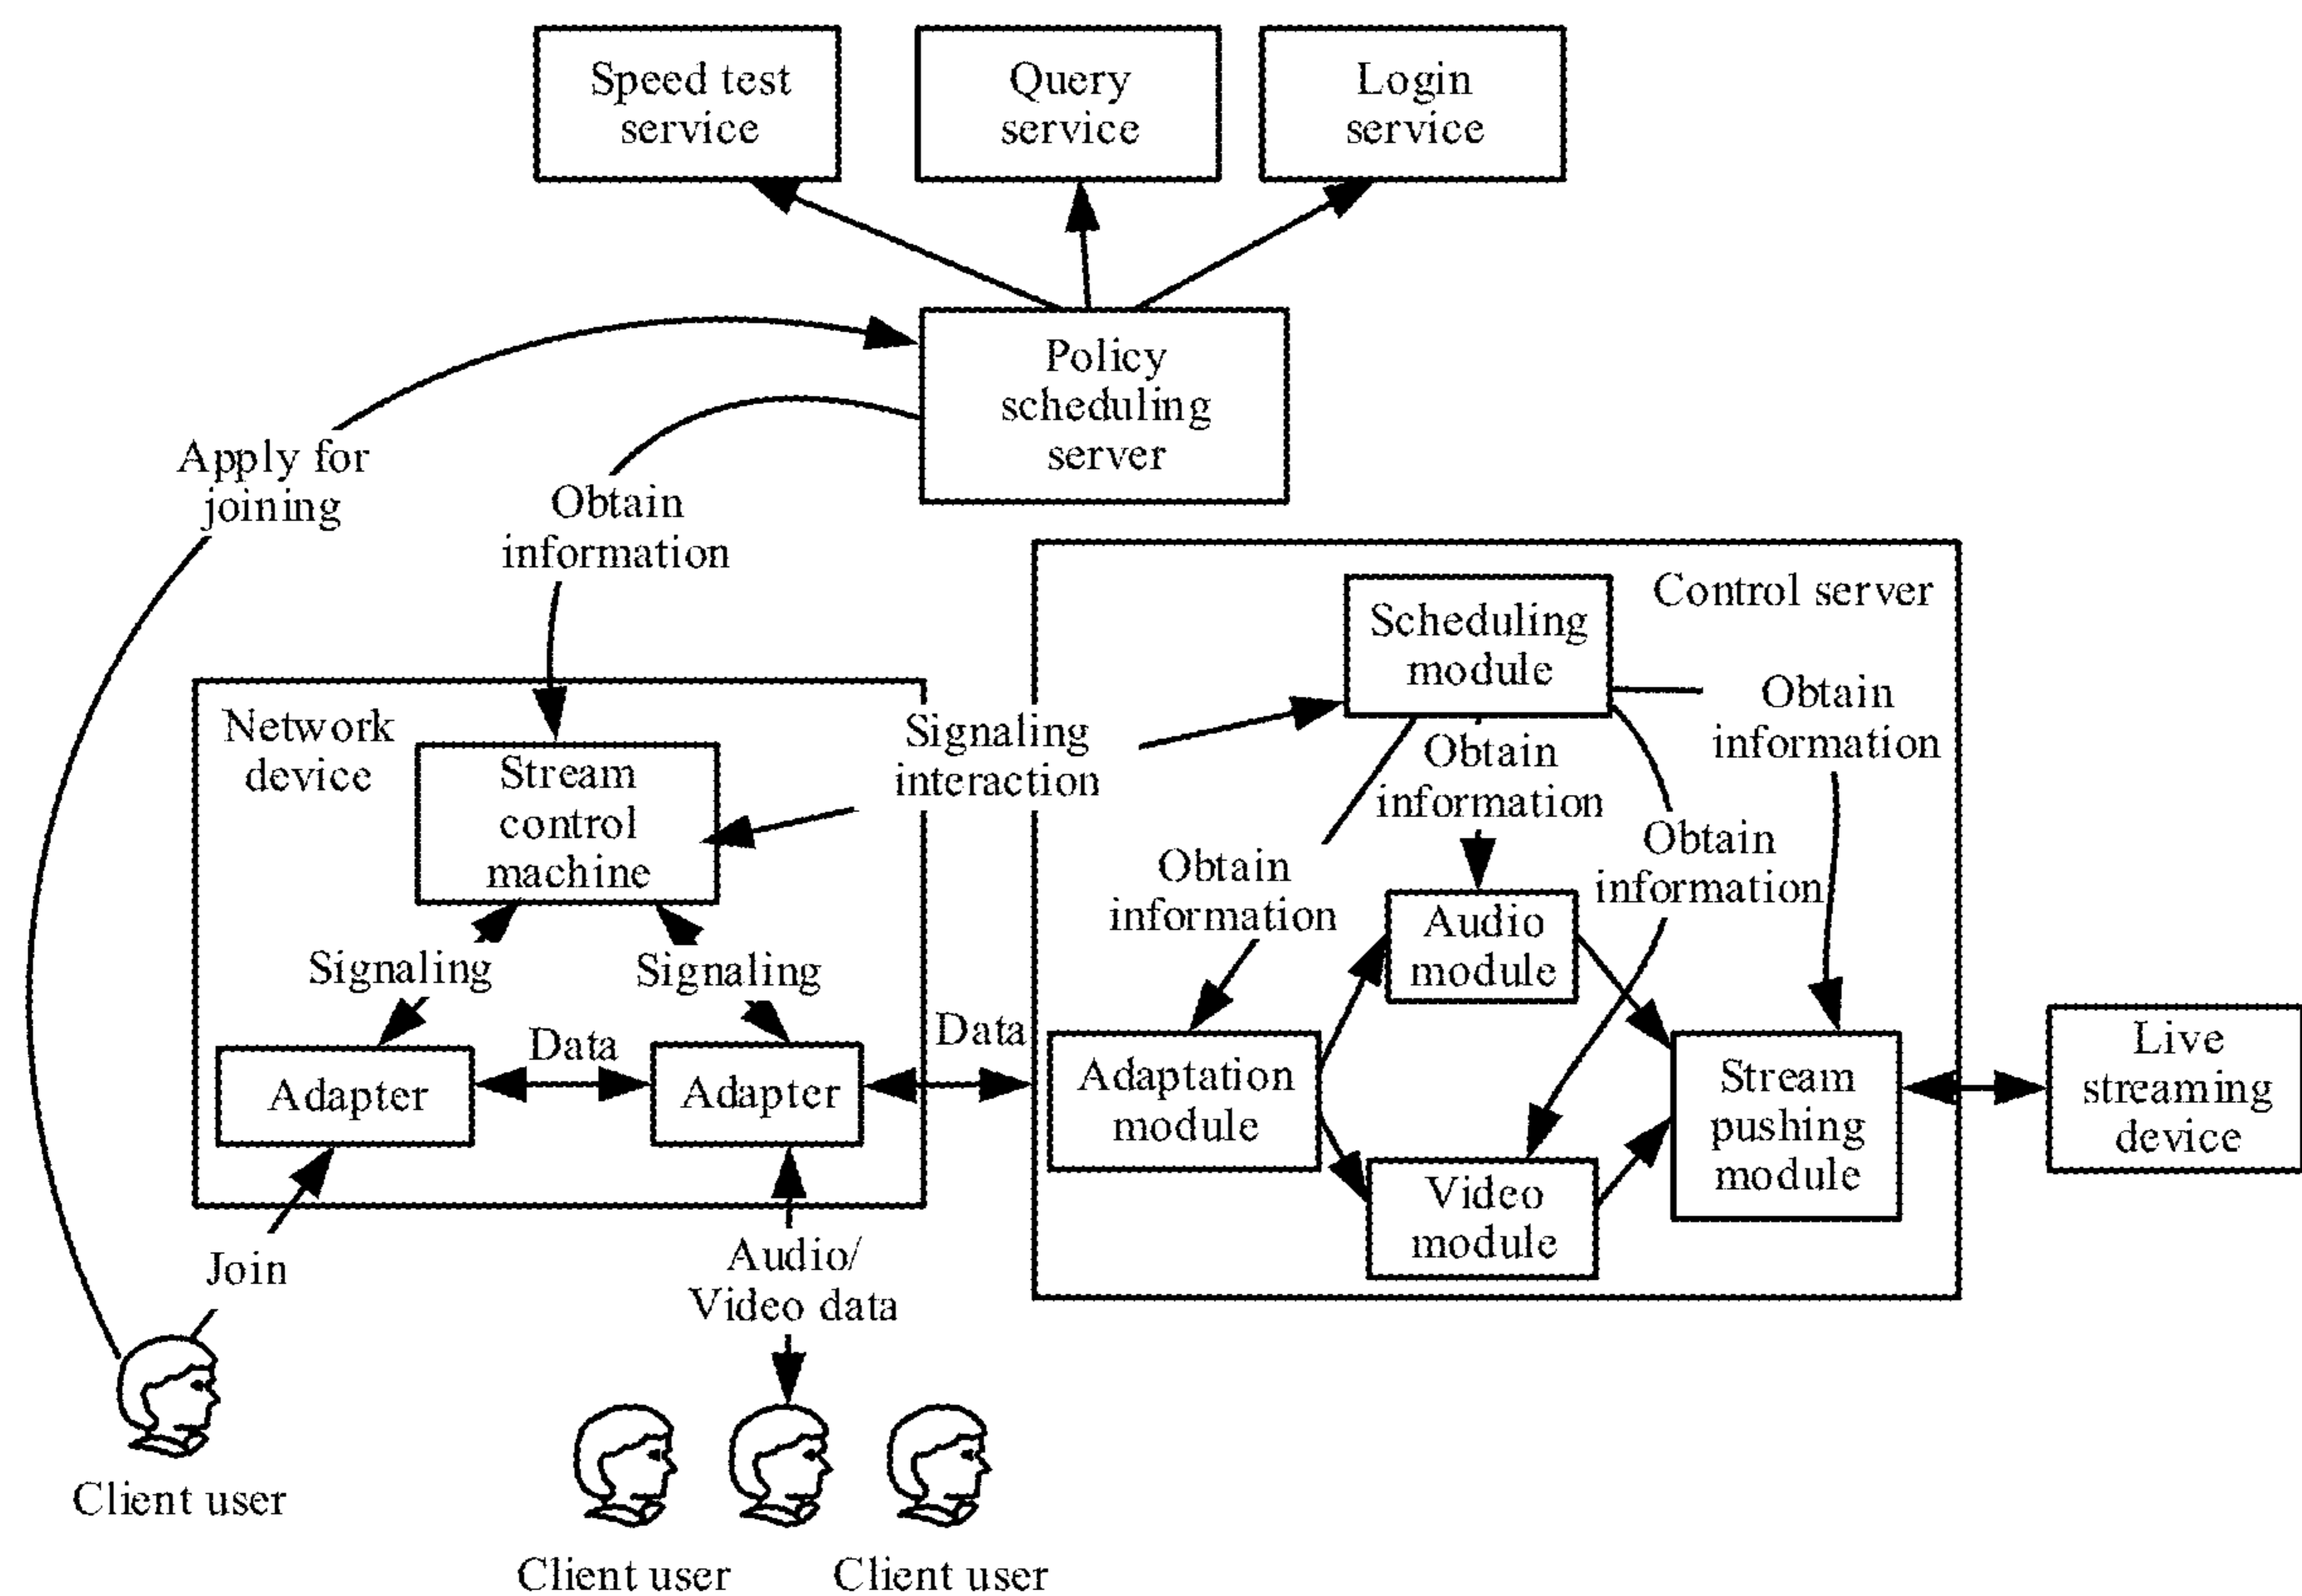 Speed test
service
Query
service
Login
service
Policy
scheduling
server
Apply for
joining
Obtain
information
Control server
Scheduling
module
Network
device
Stream
control
machine
Signaling
interaction
Obtain
information
Obtain
information
Obtain
information
Obtain
information
Audio
module
Signaling
Signaling
Data
Data
Adapter
Adapter
Adaptation
module
Stream
pushing
module
Live
streaming
device
Video
module
Join
Audio/
Video data
Client user
Client user
Client user